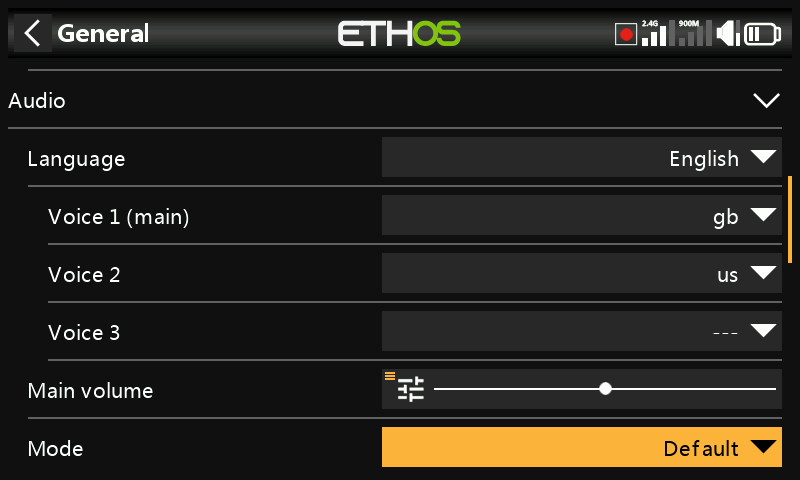 General
ETHOS
2.4G
900M
Audio
Language
English
Voice 1 (main)
gb
Voice 2
us
Voice 3
---
Main volume
Mode
Default